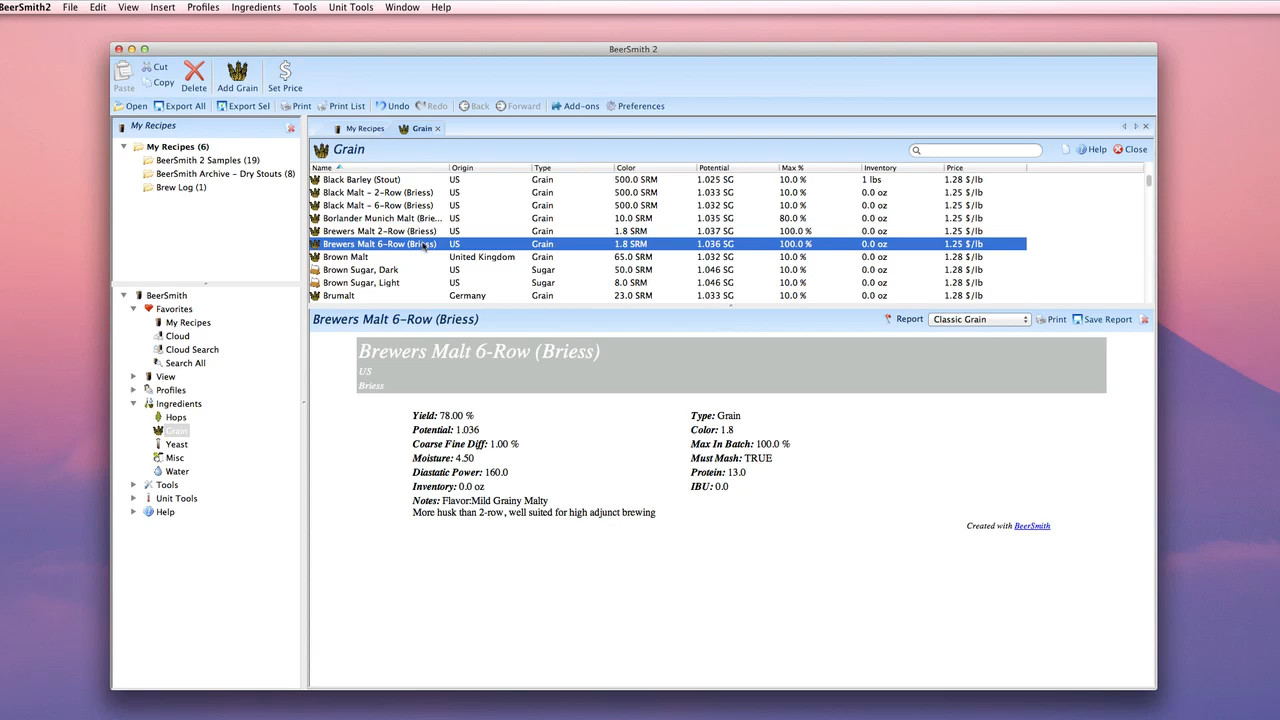 BeerSmith2 File Edit View Insert Profiles Ingredients Tools Unit Tools Window Help
BeerSmith 2
Paste Cut Copy Delete Add Grain Set Price
Open Export All Export Sel Print Print List Undo Redo Back Forward Add-ons Preferences
My Recipes
My Recipes (6)
BeerSmith 2 Samples (19)
BeerSmith Archive - Dry Stouts (8)
Brew Log (1)
BeerSmith
Favorites
My Recipes
Cloud
Cloud Search
Search All
View
Profiles
Ingredients
Hops
Grain
Yeast
Misc
Water
Tools
Unit Tools
Help
My Recipes Grain
Grain Help Close
Name Origin Type Color Potential Max % Inventory Price
Black Barley (Stout) US Grain 500.0 SRM 1.025 SG 10.0 % 1 lbs 1.28 $/lb
Black Malt - 2-Row (Briess) US Grain 500.0 SRM 1.033 SG 10.0 % 0.0 oz 1.25 $/lb
Black Malt - 6-Row (Briess) US Grain 500.0 SRM 1.032 SG 10.0 % 0.0 oz 1.25 $/lb
Borlander Munich Malt (Brie... US Grain 10.0 SRM 1.035 SG 80.0 % 0.0 oz 1.25 $/lb
Brewers Malt 2-Row (Briess) US Grain 1.8 SRM 1.037 SG 100.0 % 0.0 oz 1.25 $/lb
Brewers Malt 6-Row (Briess) US Grain 1.8 SRM 1.036 SG 100.0 % 0.0 oz 1.25 $/lb
Brown Malt United Kingdom Grain 65.0 SRM 1.032 SG 10.0 % 0.0 oz 1.28 $/lb
Brown Sugar, Dark US Sugar 50.0 SRM 1.046 SG 10.0 % 0.0 oz 1.28 $/lb
Brown Sugar, Light US Sugar 8.0 SRM 1.046 SG 10.0 % 0.0 oz 1.28 $/lb
Brumalt Germany Grain 23.0 SRM 1.033 SG 10.0 % 0.0 oz 1.28 $/lb
Brewers Malt 6-Row (Briess) Report Classic Grain Print Save Report
Brewers Malt 6-Row (Briess)
US
Briess
Yield: 78.00 % Type: Grain
Potential: 1.036 Color: 1.8
Coarse Fine Diff: 1.00 % Max In Batch: 100.0 %
Moisture: 4.50 Must Mash: TRUE
Diastatic Power: 160.0 Protein: 13.0
Inventory: 0.0 oz IBU: 0.0
Notes: Flavor:Mild Grainy Malty
More husk than 2-row, well suited for high adjunct brewing
Created with BeerSmith